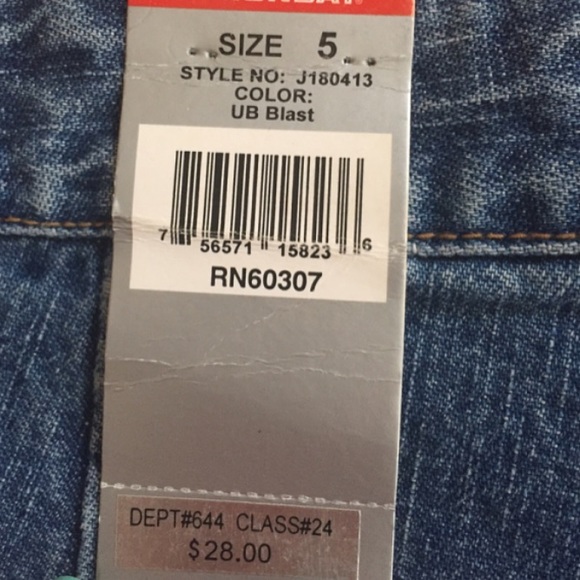 SIZE 5
STYLE NO: J180413
COLOR:
UB Blast
7 56571 15823 6
RN60307
DEPT#644 CLASS#24
$28.00